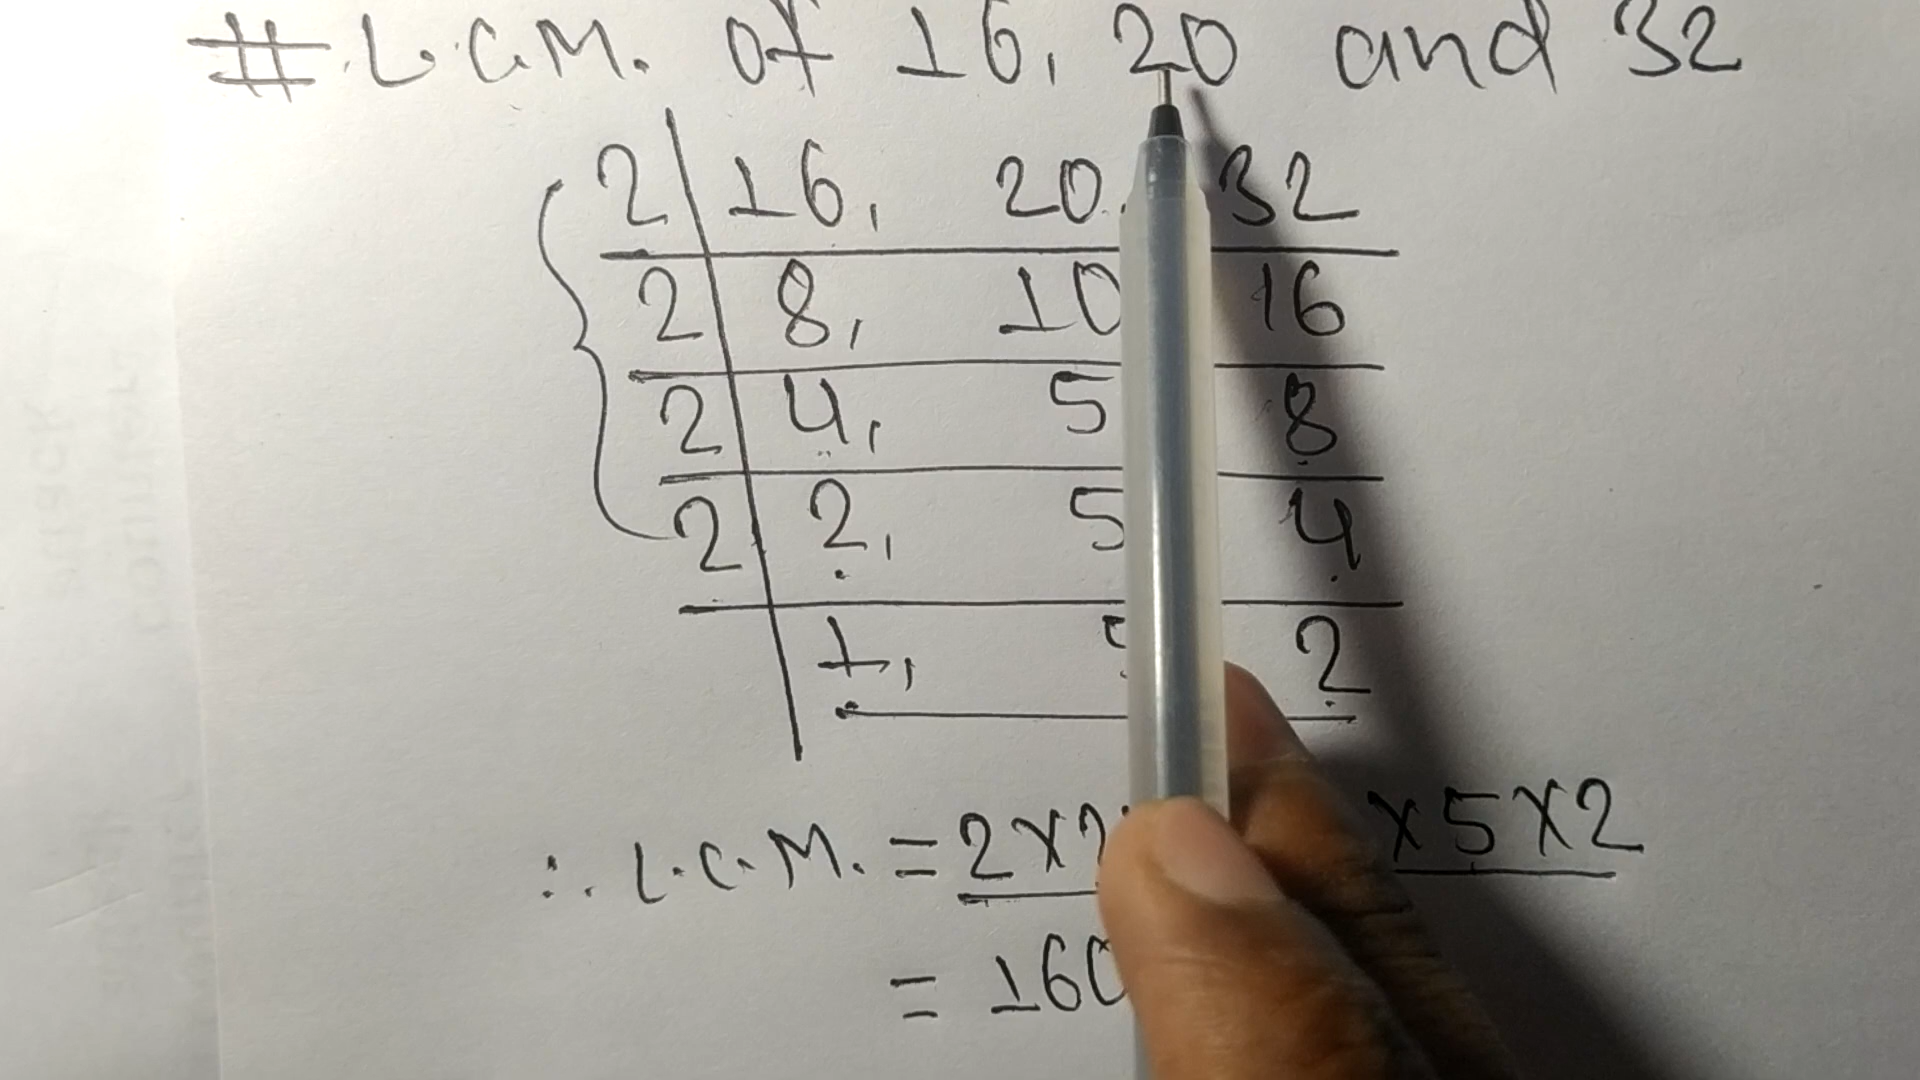 # L.C.M. of 16, 20 and 32
2 16, 20, 32
2 8, 10 16
2 4, 5 8
2 2, 5 4
1, 2
∴ L.C.M. = 2×2 ×5×2
= 160